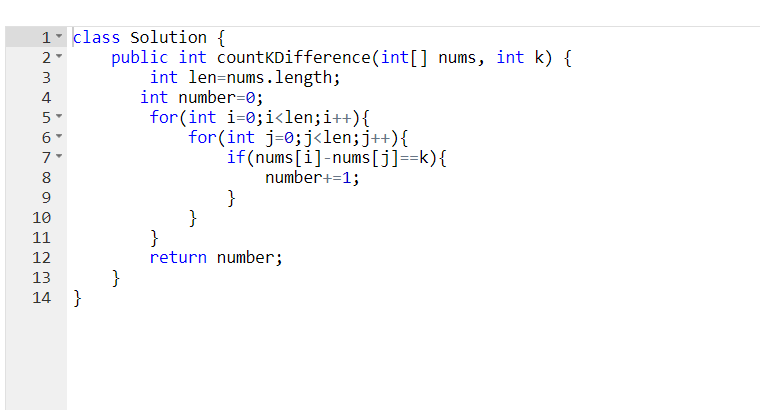 1 class Solution {
2     public int countKDifference(int[] nums, int k) {
3         int len=nums.length;
4        int number=0;
5         for(int i=0;i<len;i++){
6             for(int j=0;j<len;j++){
7                 if(nums[i]-nums[j]==k){
8                     number+=1;
9                 }
10             }
11         }
12         return number;
13     }
14 }